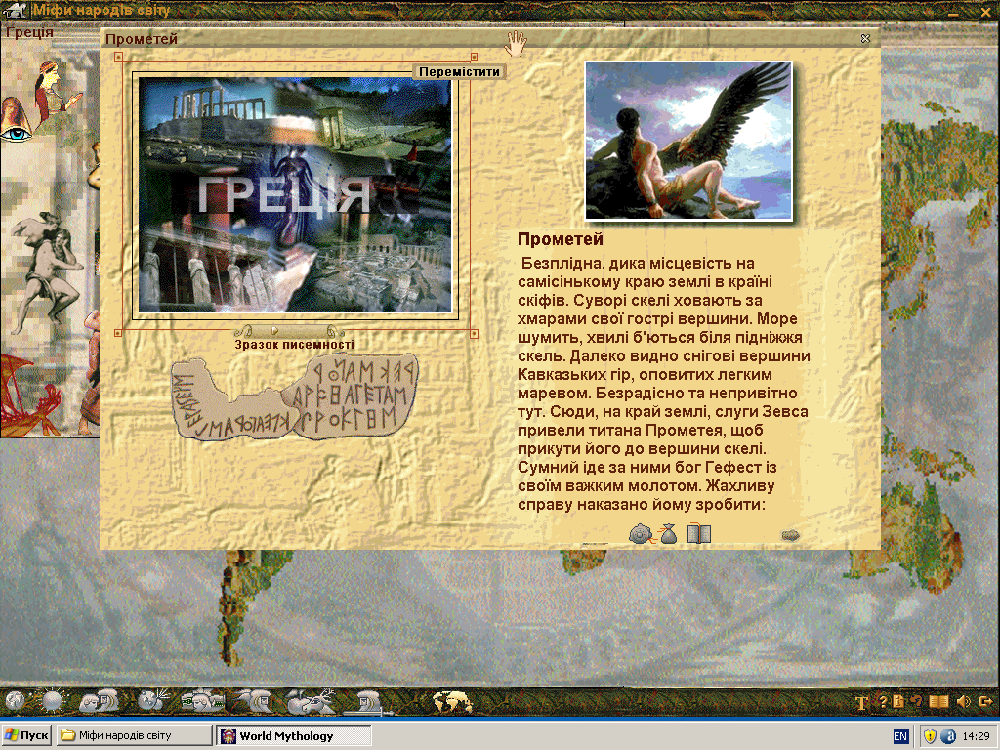 Міфи народів світу
Греція
Прометей
Перемістити
ГРЕЦІЯ
Зразок писемності
Прометей
Безплідна, дика місцевість на
самісінькому краю землі в країні
скіфів. Суворі скелі ховають за
хмарами свої гострі вершини. Море
шумить, хвилі б'ються біля підніжжя
скель. Далеко видно снігові вершини
Кавказьких гір, оповитих легким
маревом. Безрадісно та непривітно
тут. Сюди, на край землі, слуги Зевса
привели титана Прометея, щоб
прикути його до вершини скелі.
Сумний іде за ними бог Гефест із
своїм важким молотом. Жахливу
справу наказано йому зробити:
Пуск
Міфи народів світу
World Mythology
EN
14:29